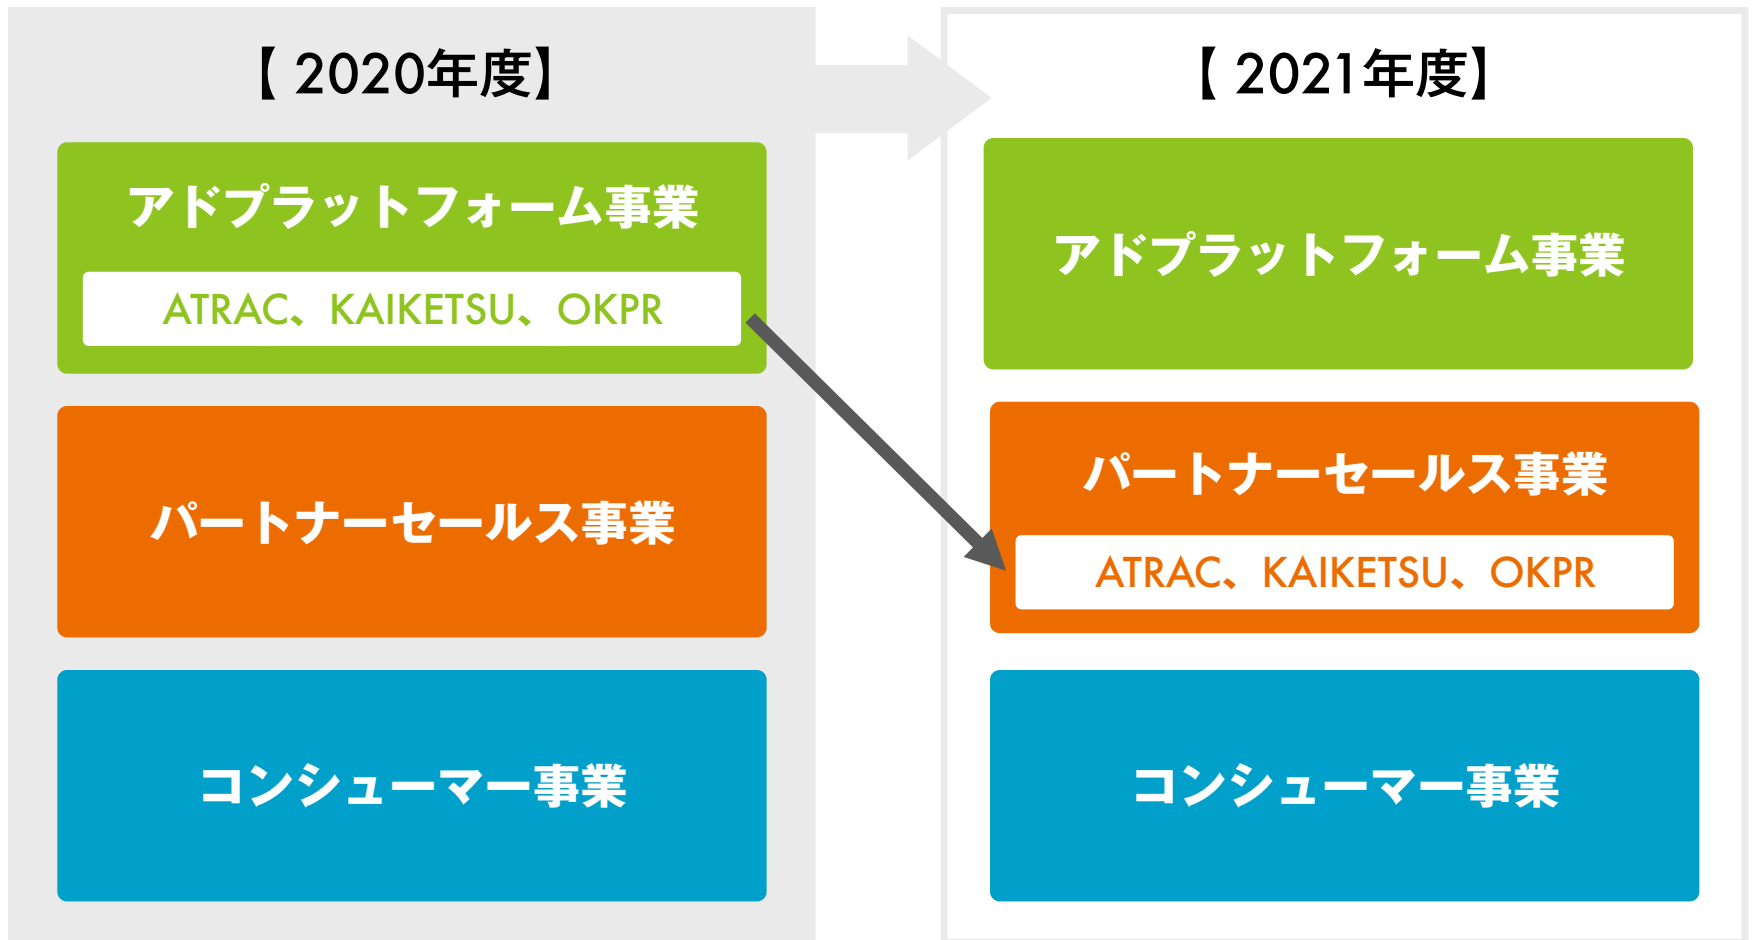 【 2020年度】
アドプラットフォーム事業
ATRAC、KAIKETSU、OKPR
パートナーセールス事業
コンシューマー事業
【 2021年度】
アドプラットフォーム事業
パートナーセールス事業
ATRAC、KAIKETSU、OKPR
コンシューマー事業